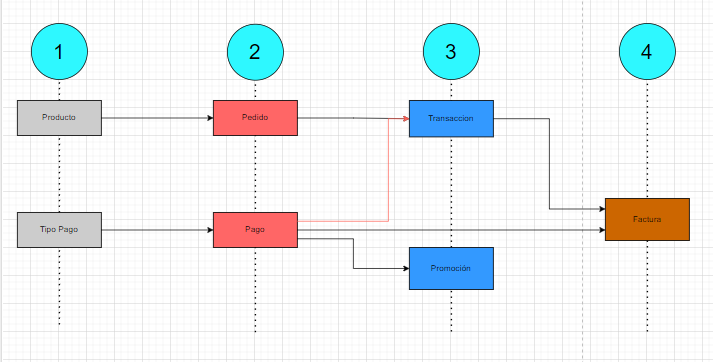 1
2
3
4
Producto
Pedido
Transaccion
Tipo Pago
Pago
Factura
Promoción